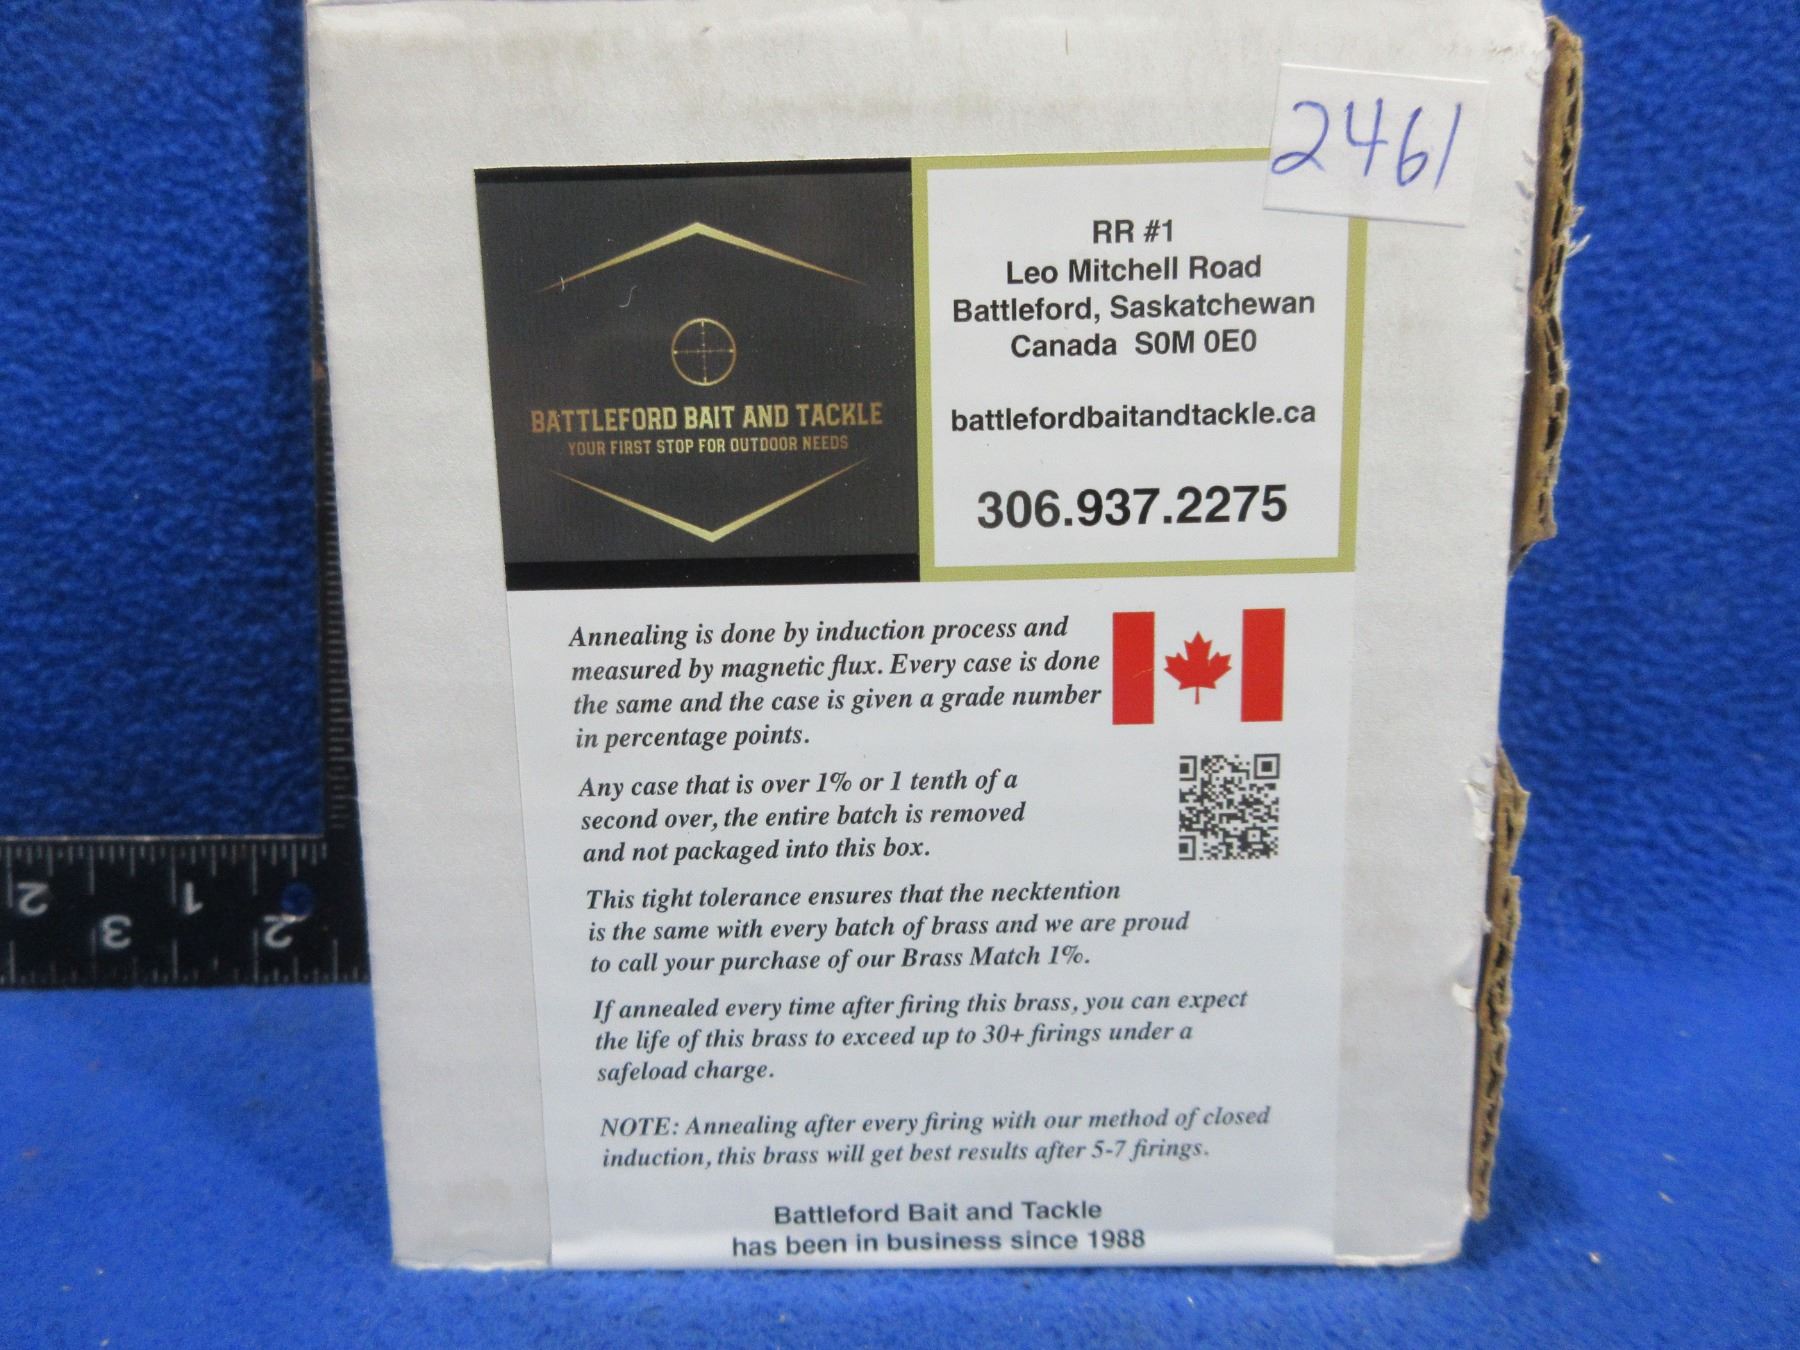 2461
BATTLEFORD BAIT AND TACKLE
YOUR FIRST STOP FOR OUTDOOR NEEDS
RR #1
Leo Mitchell Road
Battleford, Saskatchewan
Canada S0M 0E0
battlefordbaitandtackle.ca
306.937.2275
Annealing is done by induction process and
measured by magnetic flux. Every case is done
the same and the case is given a grade number
in percentage points.
Any case that is over 1% or 1 tenth of a
second over, the entire batch is removed
and not packaged into this box.
This tight tolerance ensures that the necktention
is the same with every batch of brass and we are proud
to call your purchase of our Brass Match 1%.
If annealed every time after firing this brass, you can expect
the life of this brass to exceed up to 30+ firings under a
safeload charge.
NOTE: Annealing after every firing with our method of closed
induction, this brass will get best results after 5-7 firings.
Battleford Bait and Tackle
has been in business since 1988
2 1
3 2